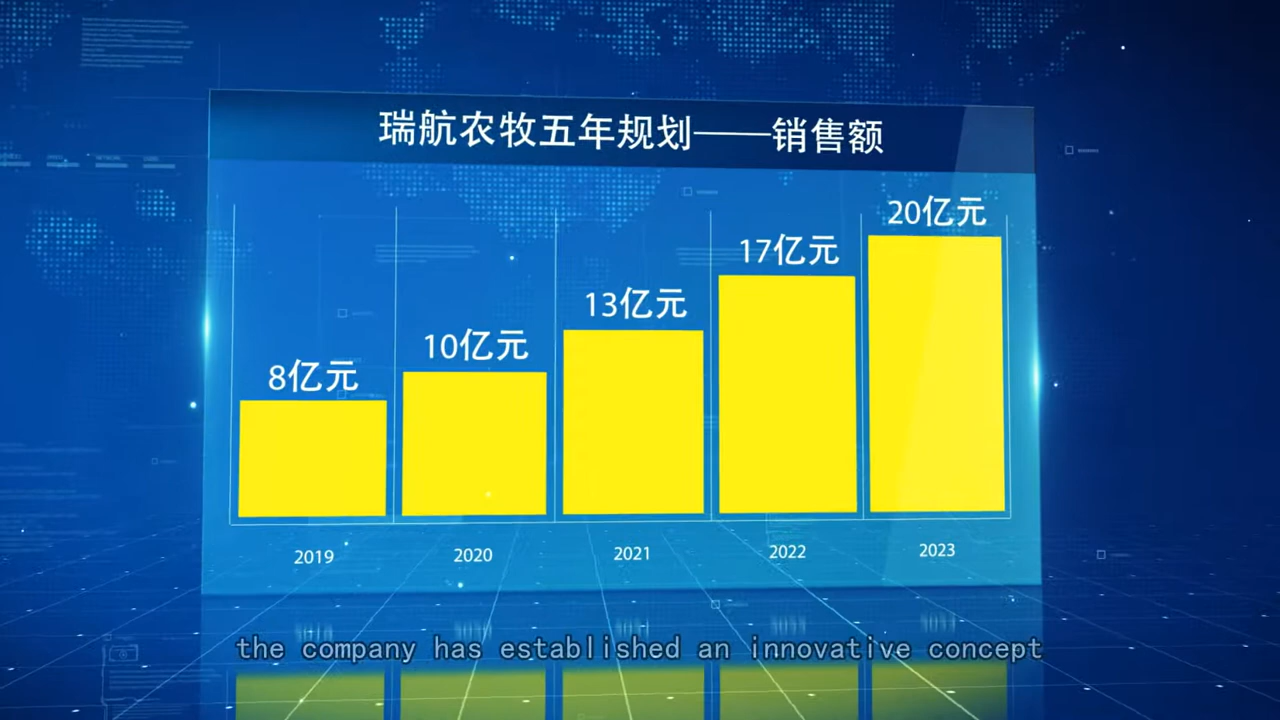 瑞航农牧五年规划——销售额
8亿元
10亿元
13亿元
17亿元
20亿元
2019
2020
2021
2022
2023
the company has established an innovative concept